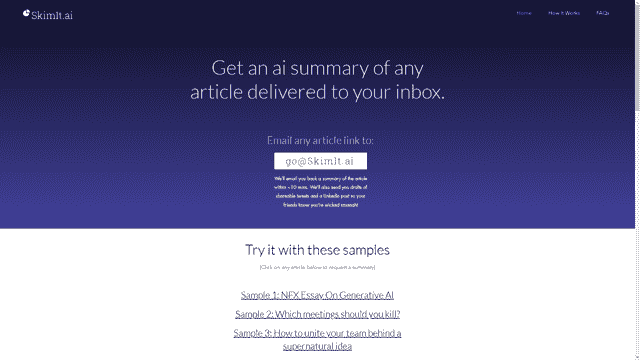 SkimIt.ai
Home How It Works FAQs
Get an ai summary of any
article delivered to your inbox.
Email any article link to:
go@SkimIt.ai
We'll email you back a summary of the article
within ~10 mins. We'll also send you drafts of
shareable tweets and a LinkedIn post so your
friends know you're wicked smaaht!
Try it with these samples
(Click on any article below to request a summary)
Sample 1: NFX Essay On Generative AI
Sample 2: Which meetings should you kill?
Sample 3: How to unite your team behind a
supernatural idea